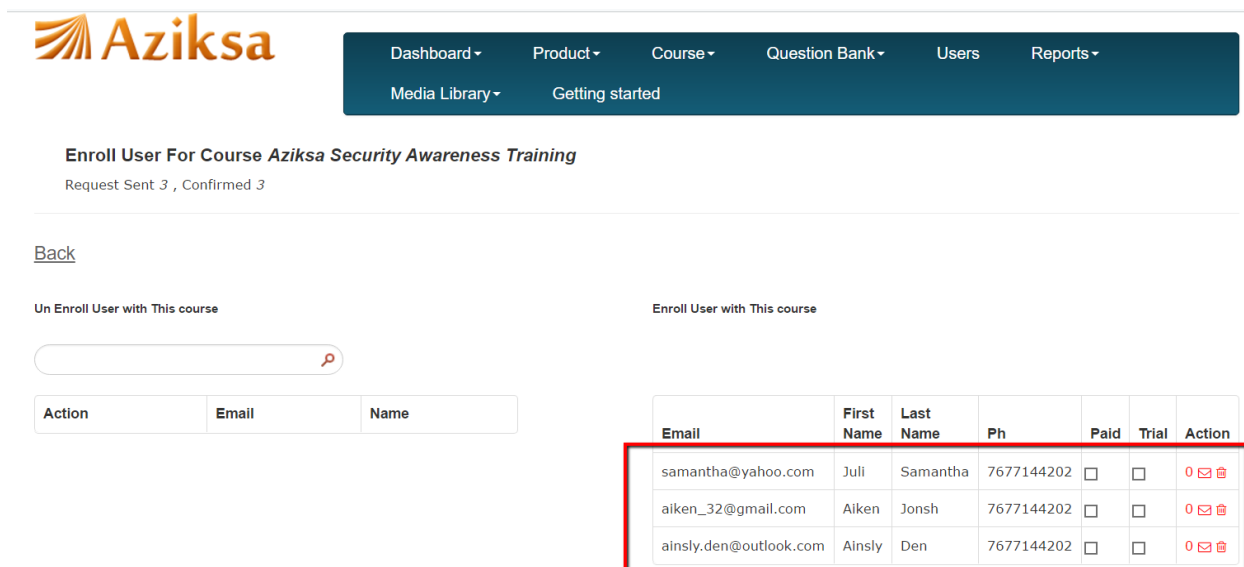 Aziksa
Dashboard Product Course Question Bank Users Reports
Media Library Getting started
Enroll User For Course Aziksa Security Awareness Training
Request Sent 3 , Confirmed 3
Back
Un Enroll User with This course
Action Email Name
Enroll User with This course
Email First Name Last Name Ph Paid Trial Action
samantha@yahoo.com Juli Samantha 7677144202 0
aiken_32@gmail.com Aiken Jonsh 7677144202 0
ainsly.den@outlook.com Ainsly Den 7677144202 0